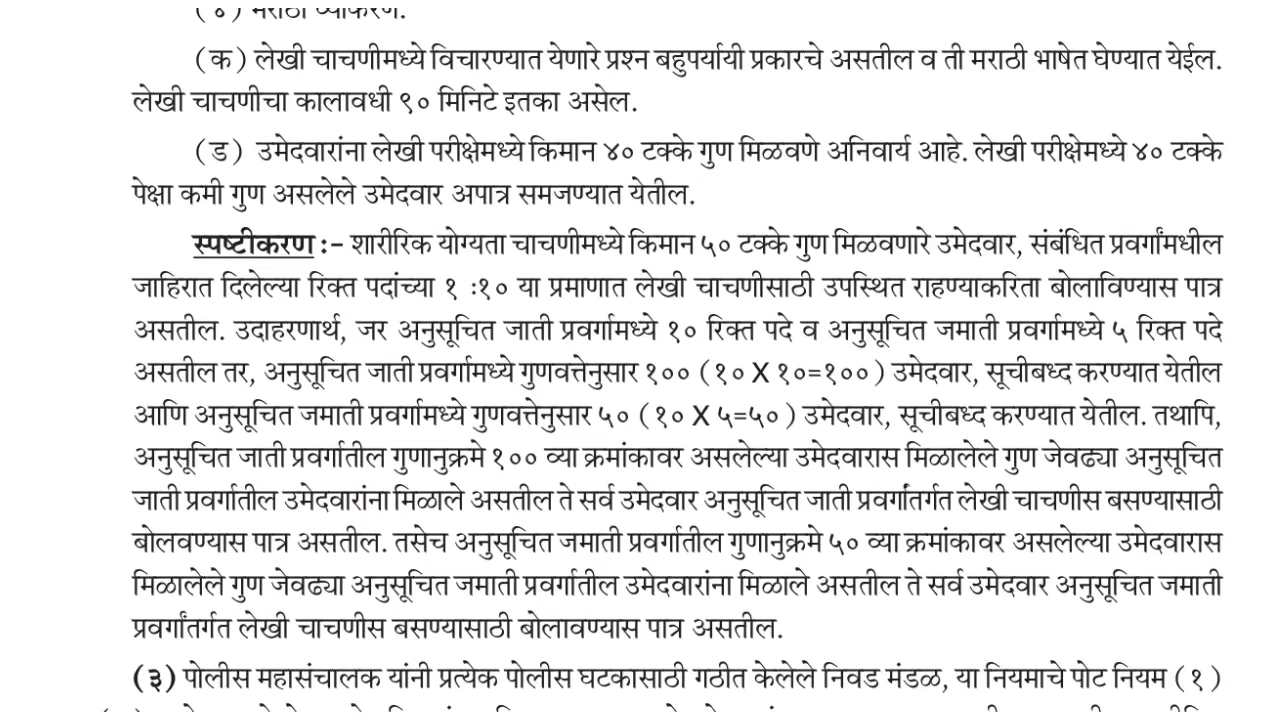 (४) मराठी व्याकरण.
(क) लेखी चाचणीमध्ये विचारण्यात येणारे प्रश्न बहुपर्यायी प्रकारचे असतील व ती मराठी भाषेत घेण्यात येईल.
लेखी चाचणीचा कालावधी ९० मिनिटे इतका असेल.
(ड) उमेदवारांना लेखी परीक्षेमध्ये किमान ४० टक्के गुण मिळवणे अनिवार्य आहे. लेखी परीक्षेमध्ये ४० टक्के
पेक्षा कमी गुण असलेले उमेदवार अपात्र समजण्यात येतील.
स्पष्टीकरण :- शारीरिक योग्यता चाचणीमध्ये किमान ५० टक्के गुण मिळवणारे उमेदवार, संबंधित प्रवर्गांमधील
जाहिरात दिलेल्या रिक्त पदांच्या १ :१० या प्रमाणात लेखी चाचणीसाठी उपस्थित राहण्याकरिता बोलाविण्यास पात्र
असतील. उदाहरणार्थ, जर अनुसूचित जाती प्रवर्गामध्ये १० रिक्त पदे व अनुसूचित जमाती प्रवर्गामध्ये ५ रिक्त पदे
असतील तर, अनुसूचित जाती प्रवर्गामध्ये गुणवत्तेनुसार १०० (१० X १०=१००) उमेदवार, सूचीबध्द करण्यात येतील
आणि अनुसूचित जमाती प्रवर्गामध्ये गुणवत्तेनुसार ५० (१० X ५=५०) उमेदवार, सूचीबध्द करण्यात येतील. तथापि,
अनुसूचित जाती प्रवर्गातील गुणानुक्रमे १०० व्या क्रमांकावर असलेल्या उमेदवारास मिळालेले गुण जेवढ्या अनुसूचित
जाती प्रवर्गातील उमेदवारांना मिळाले असतील ते सर्व उमेदवार अनुसूचित जाती प्रवर्गांतर्गत लेखी चाचणीस बसण्यासाठी
बोलवण्यास पात्र असतील. तसेच अनुसूचित जमाती प्रवर्गातील गुणानुक्रमे ५० व्या क्रमांकावर असलेल्या उमेदवारास
मिळालेले गुण जेवढ्या अनुसूचित जमाती प्रवर्गातील उमेदवारांना मिळाले असतील ते सर्व उमेदवार अनुसूचित जमाती
प्रवर्गांतर्गत लेखी चाचणीस बसण्यासाठी बोलावण्यास पात्र असतील.
(३) पोलीस महासंचालक यांनी प्रत्येक पोलीस घटकासाठी गठीत केलेले निवड मंडळ, या नियमाचे पोट नियम (१)